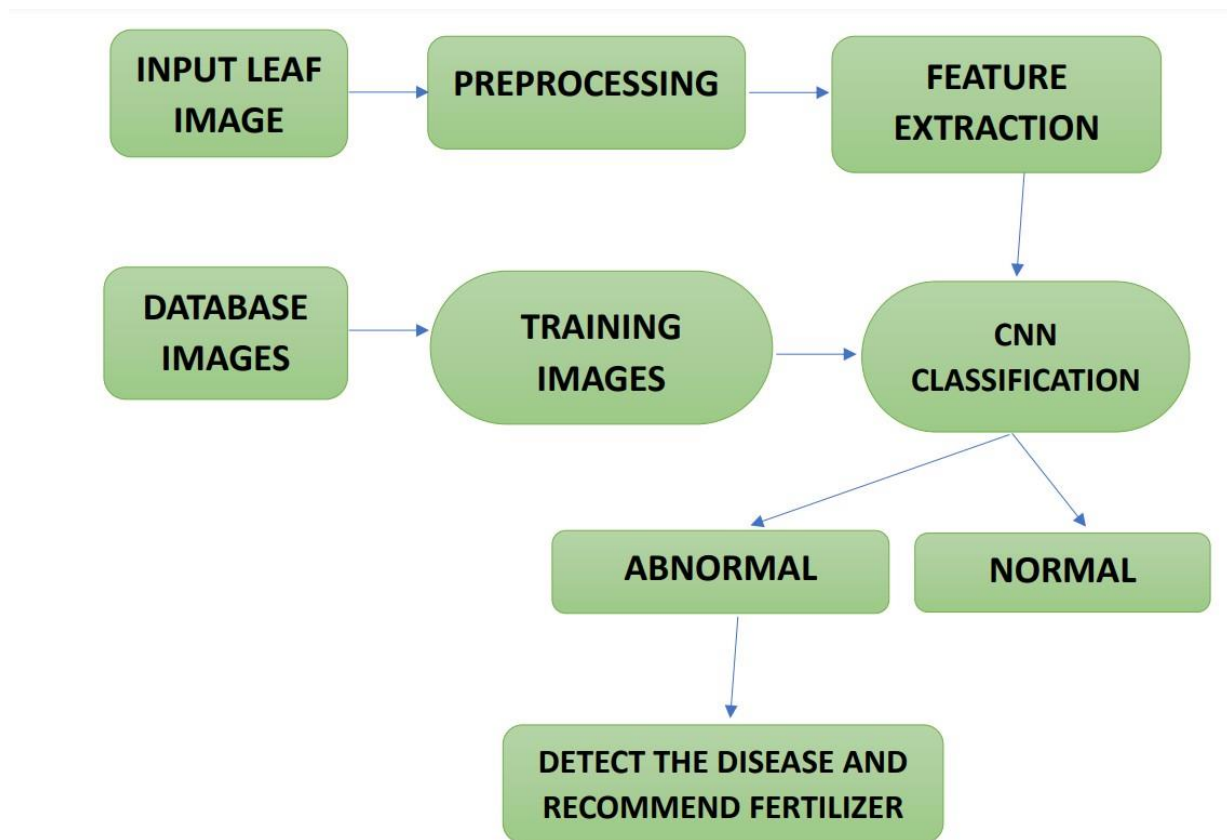 INPUT LEAF
IMAGE
PREPROCESSING
FEATURE
EXTRACTION
DATABASE
IMAGES
TRAINING
IMAGES
CNN
CLASSIFICATION
ABNORMAL
NORMAL
DETECT THE DISEASE AND
RECOMMEND FERTILIZER